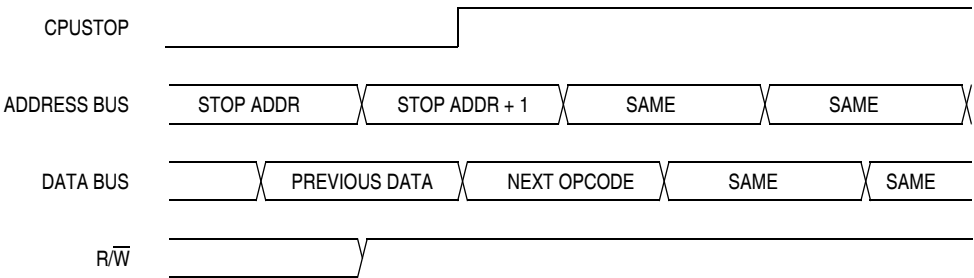 CPUSTOP
ADDRESS BUS STOP ADDR STOP ADDR + 1 SAME SAME
DATA BUS PREVIOUS DATA NEXT OPCODE SAME SAME
R/W̅